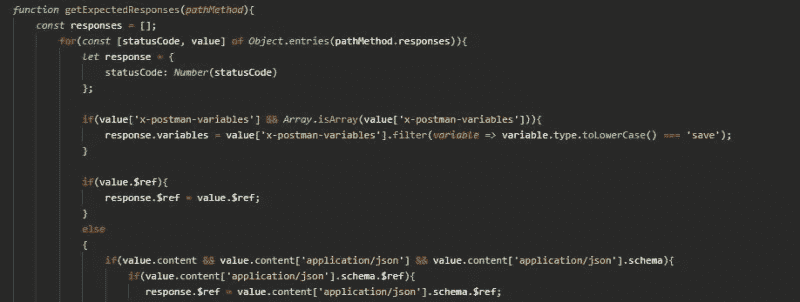 function getExpectedResponses(pathMethod){
const responses = [];
for(const [statusCode, value] of Object.entries(pathMethod.responses)){
let response = {
statusCode: Number(statusCode)
};
if(value['x-postman-variables'] && Array.isArray(value['x-postman-variables'])){
response.variables = value['x-postman-variables'].filter(variable => variable.type.toLowerCase() === 'save');
}
if(value.$ref){
response.$ref = value.$ref;
}
else
{
if(value.content && value.content['application/json'] && value.content['application/json'].schema){
if(value.content['application/json'].schema.$ref){
response.$ref = value.content['application/json'].schema.$ref;